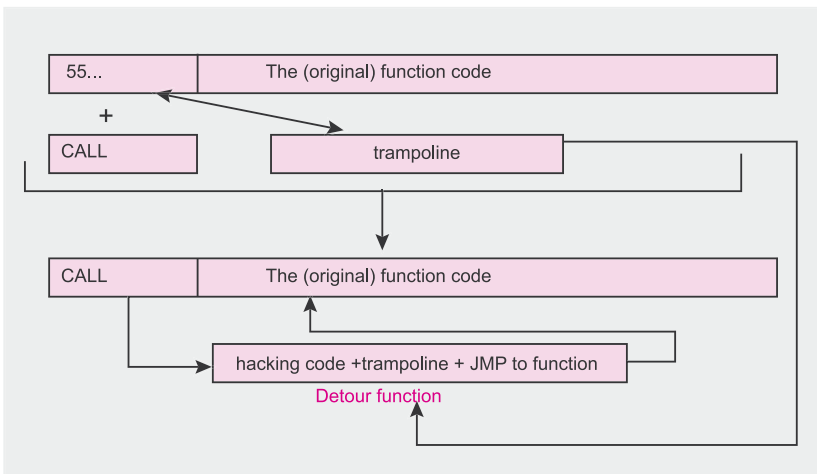 55...
The (original) function code
+
CALL
trampoline
CALL
The (original) function code
hacking code +trampoline + JMP to function
Detour function